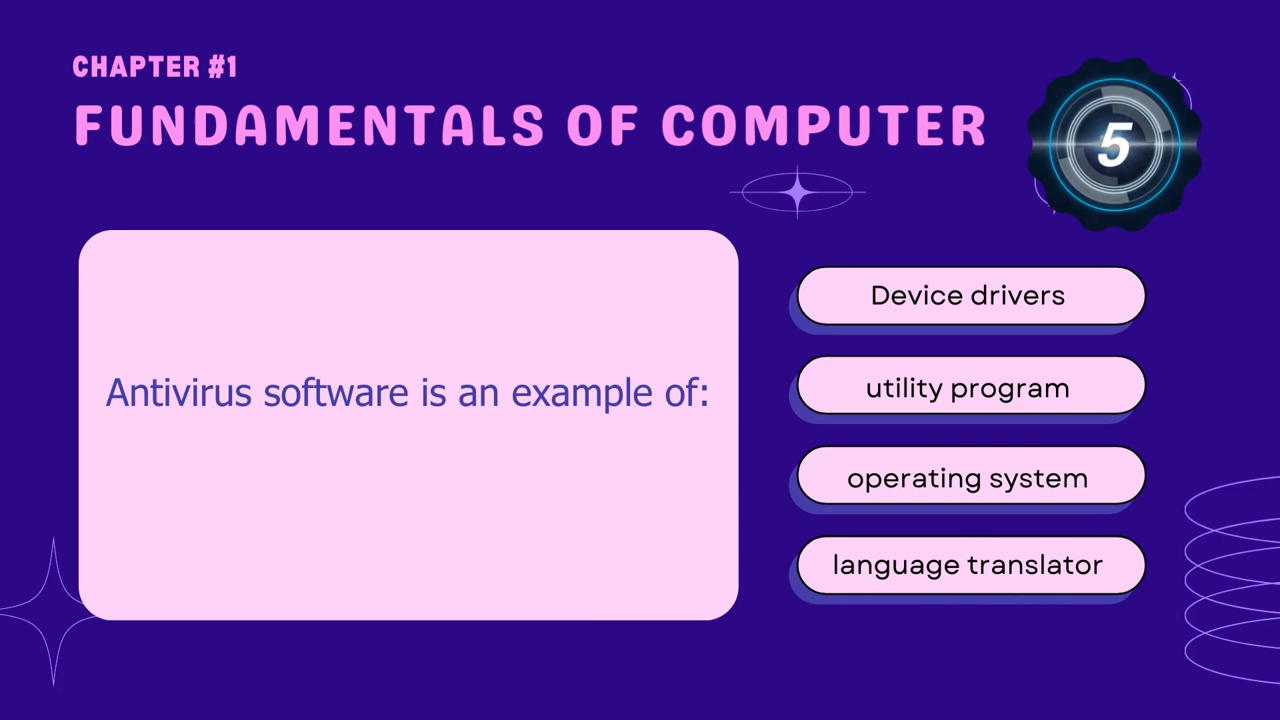 CHAPTER #1
FUNDAMENTALS OF COMPUTER
5
Antivirus software is an example of:
Device drivers
utility program
operating system
language translator